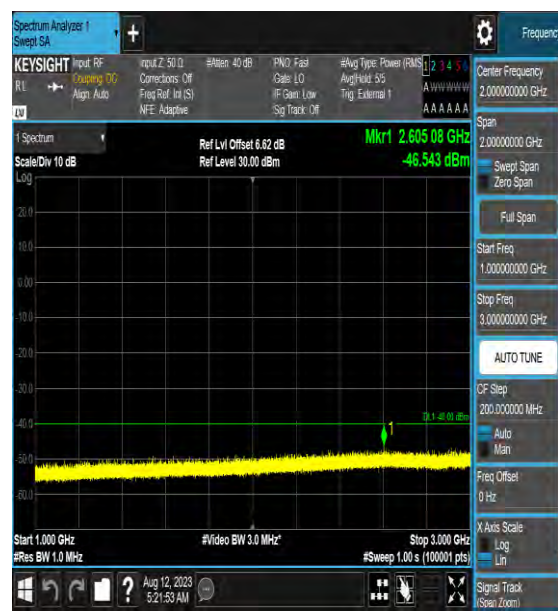 Spectrum Analyzer 1
Swept SA
+
Frequenc
KEYSIGHT
RL
LW
Input: RF
Coupling: DC
Align: Auto
Input Z: 50 Ω
Corrections: Off
Freq Ref: Int (S)
NFE: Adaptive
#Atten: 40 dB
PNO: Fast
Gate: LO
IF Gain: Low
Sig Track: Off
#Avg Type: Power (RMS
Avg|Hold: 5/5
Trig: External 1
1 2 3 4 5 6
A W W W W W
A A A A A A
1 Spectrum
Scale/Div 10 dB
Log
Ref Lvl Offset 6.62 dB
Ref Level 30.00 dBm
Mkr1 2.605 08 GHz
-46.543 dBm
20.0
10.0
0.00
-10.0
-20.0
-30.0
-40.0
-50.0
-60.0
DL1 -40.00 dBm
1
Start 1.000 GHz
#Res BW 1.0 MHz
#Video BW 3.0 MHz*
Stop 3.000 GHz
#Sweep 1.00 s (100001 pts)
Center Frequency
2.000000000 GHz
Span
2.00000000 GHz
Swept Span
Zero Span
Full Span
Start Freq
1.000000000 GHz
Stop Freq
3.000000000 GHz
AUTO TUNE
CF Step
200.000000 MHz
Auto
Man
Freq Offset
0 Hz
X Axis Scale
Log
Lin
Signal Track
(Span Zoom)
?
Aug 12, 2023
5:21:53 AM